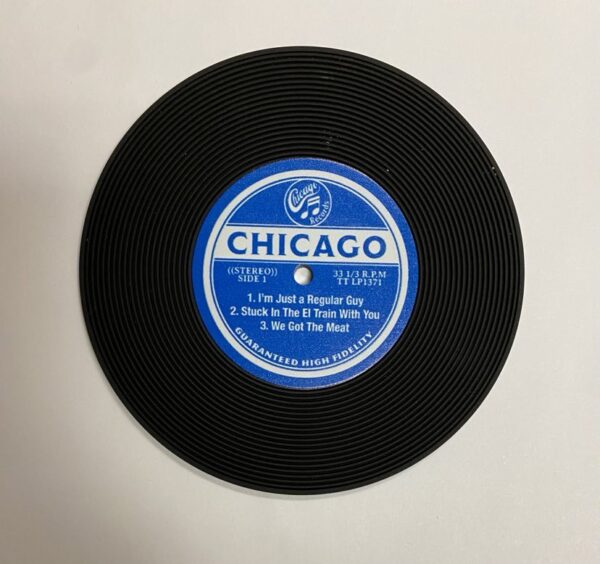 Chicago
Records
CHICAGO
((STEREO)) 33 1/3 R.P.M
SIDE 1 TT LP1371
1. I'm Just a Regular Guy
2. Stuck In The El Train With You
3. We Got The Meat
GUARANTEED HIGH FIDELITY